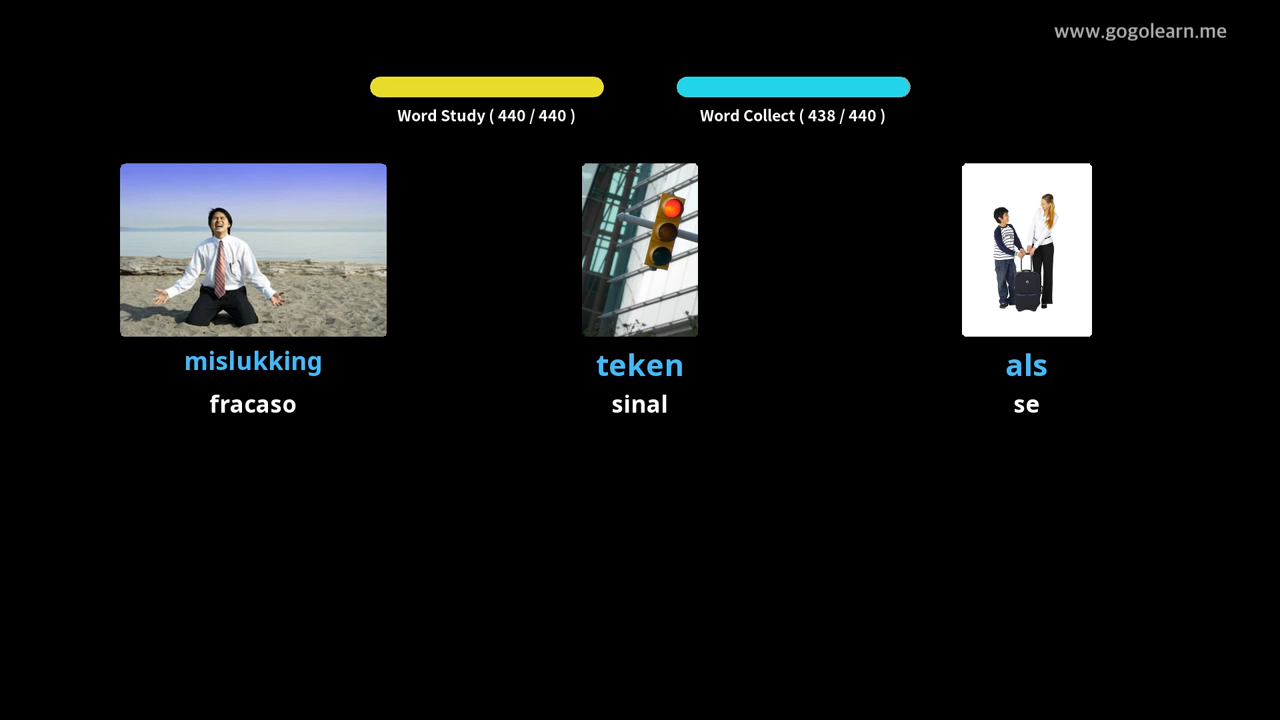 www.gogolearn.me
Word Study ( 440 / 440 )
Word Collect ( 438 / 440 )
mislukking
fracaso
teken
sinal
als
se